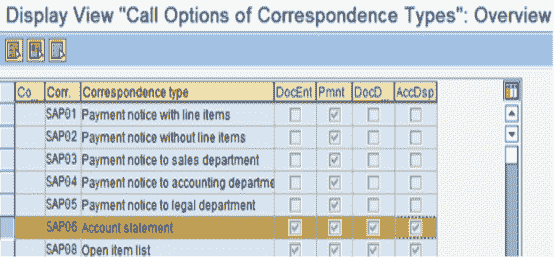 Display View "Call Options of Correspondence Types": Overview
Co... Corr. Correspondence type DocEnt Pmnt DocD... AccDsp
SAP01 Payment notice with line items
SAP02 Payment notice without line items
SAP03 Payment notice to sales department
SAP04 Payment notice to accounting departme
SAP05 Payment notice to legal department
SAP06 Account statement
SAP08 Open item list